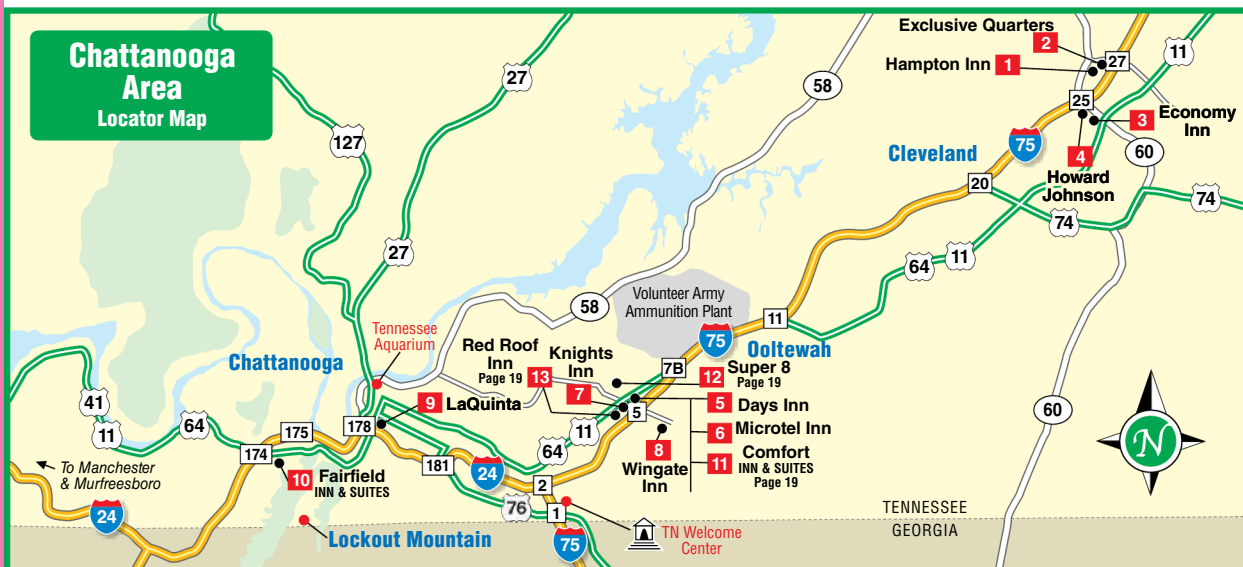 Chattanooga
Area
Locator Map
Exclusive Quarters
2
Hampton Inn 1
27
11
27
58
25
3 Economy
Inn
127
75
60
Cleveland
4
Howard
Johnson
20
74
74
27
64
11
58
Volunteer Army
Ammunition Plant
11
75
Ooltewah
Tennessee
Aquarium
Chattanooga
Red Roof
Inn
Page 19
13
Knights
Inn
7
7B
12 Super 8
Page 19
41
11
64
9 LaQuinta
5
5 Days Inn
60
175
178
11
6 Microtel Inn
174
181
64
8
Wingate
Inn
11 Comfort
INN & SUITES
Page 19
N
To Manchester
& Murfreesboro
10 Fairfield
INN & SUITES
24
2
24
76
1
TENNESSEE
GEORGIA
Lockout Mountain
75
TN Welcome
Center